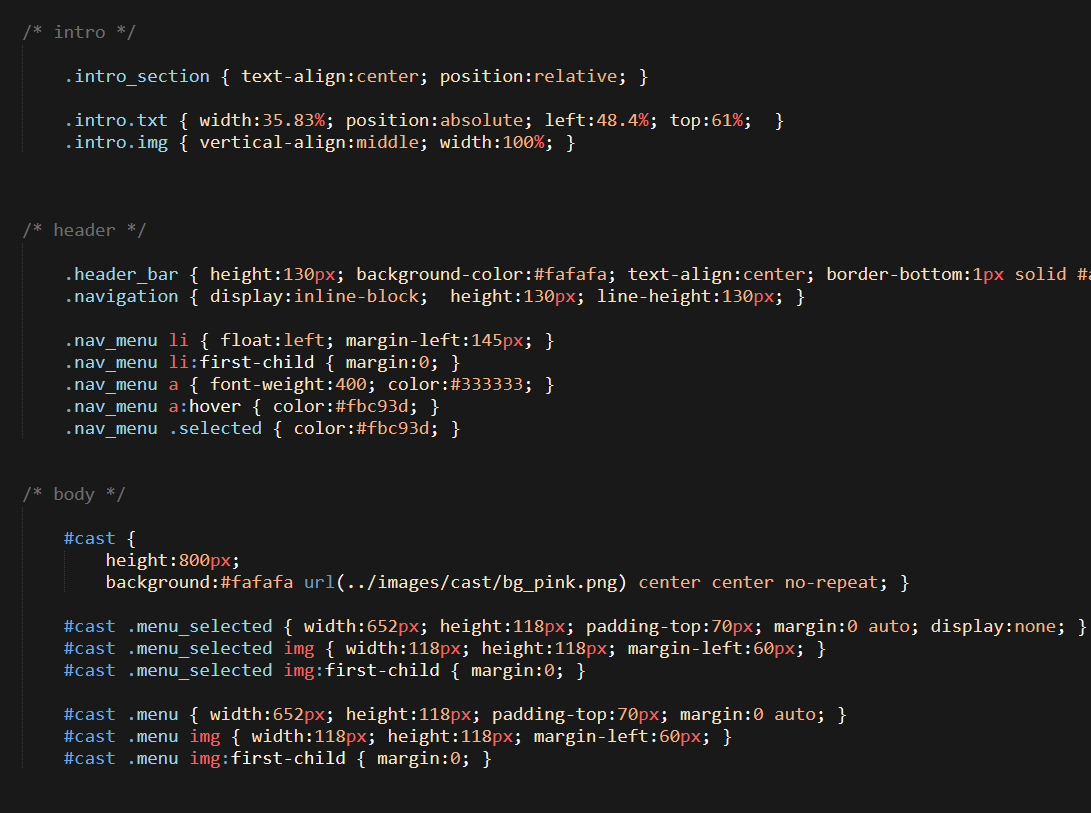 /* intro */
.intro_section { text-align:center; position:relative; }
.intro.txt { width:35.83%; position:absolute; left:48.4%; top:61%;  }
.intro.img { vertical-align:middle; width:100%; }
/* header */
.header_bar { height:130px; background-color:#fafafa; text-align:center; border-bottom:1px solid #a
.navigation { display:inline-block;  height:130px; line-height:130px; }
.nav_menu li { float:left; margin-left:145px; }
.nav_menu li:first-child { margin:0; }
.nav_menu a { font-weight:400; color:#333333; }
.nav_menu a:hover { color:#fbc93d; }
.nav_menu .selected { color:#fbc93d; }
/* body */
#cast {
height:800px;
background:#fafafa url(../images/cast/bg_pink.png) center center no-repeat; }
#cast .menu_selected { width:652px; height:118px; padding-top:70px; margin:0 auto; display:none; }
#cast .menu_selected img { width:118px; height:118px; margin-left:60px; }
#cast .menu_selected img:first-child { margin:0; }
#cast .menu { width:652px; height:118px; padding-top:70px; margin:0 auto; }
#cast .menu img { width:118px; height:118px; margin-left:60px; }
#cast .menu img:first-child { margin:0; }